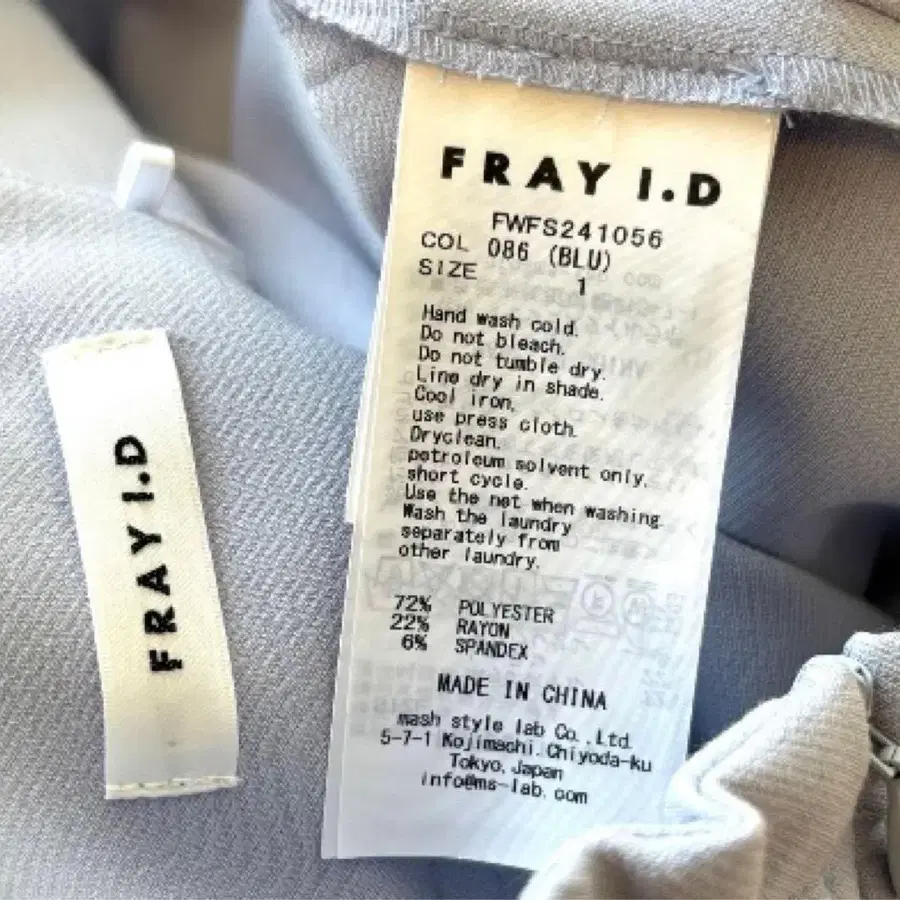 FRAY I.D
FRAY I.D
FWFS241056
COL 086 (BLU)
SIZE 1
Hand wash cold.
Do not bleach.
Do not tumble dry.
Line dry in shade.
Cool iron,
use press cloth.
Dryclean.
petroleum solvent only.
short cycle.
Use the net when washing.
Wash the laundry
separately from
other laundry.
72% POLYESTER
22% RAYON
6% SPANDEX
MADE IN CHINA
mash style lab Co.,Ltd.
5-7-1 Kojimachi.Chiyoda-ku
Tokyo,Japan
info@ms-lab.com